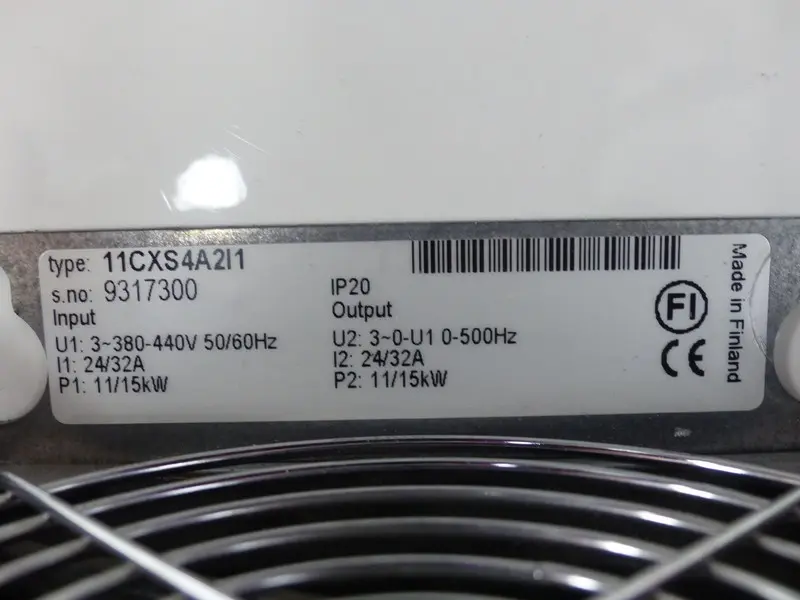 type: 11CXS4A2I1
s.no: 9317300
Input
U1: 3~380-440V 50/60Hz
I1: 24/32A
P1: 11/15kW
IP20
Output
U2: 3~0-U1 0-500Hz
I2: 24/32A
P2: 11/15kW
FI
CE
Made in Finland